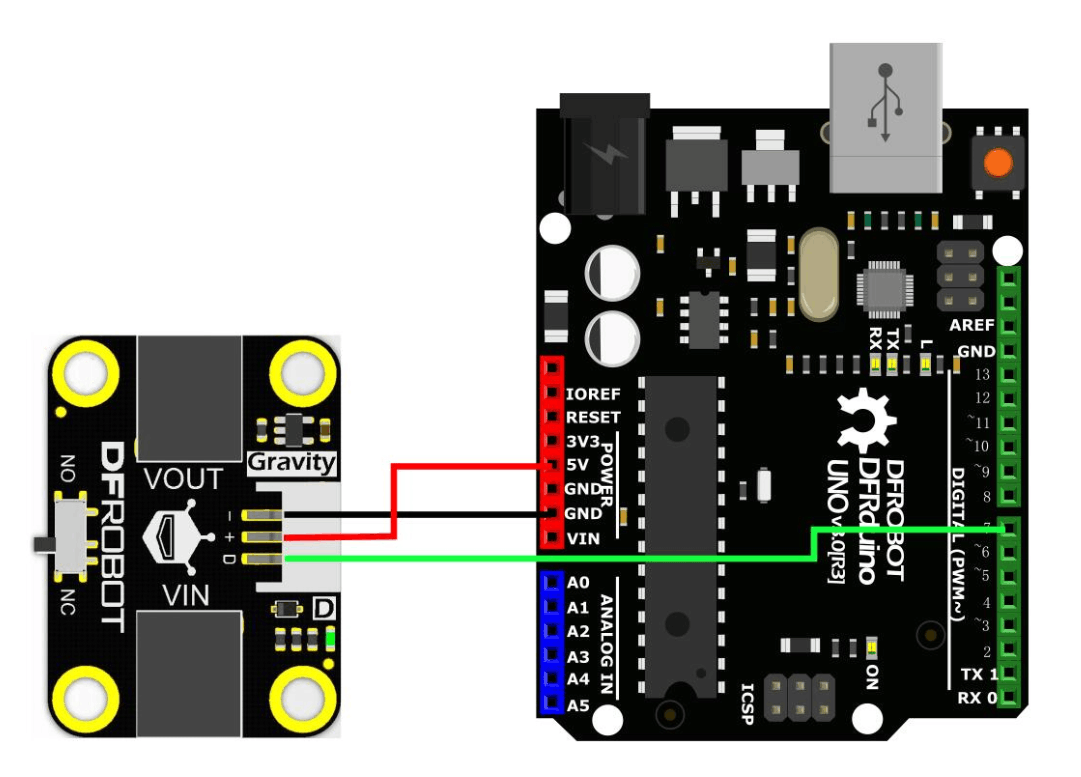 VOUT
Gravity
NO
NC
DFROBOT
−
+
D
VIN
D
IOREF
RESET
3V3
5V
GND
GND
VIN
POWER
A0
A1
A2
A3
A4
A5
ANALOG IN
RX
TX
L
AREF
GND
13
12
~11
~10
~9
8
7
~6
~5
4
~3
2
TX 1
RX 0
DIGITAL (PWM~)
DFROBOT
DFRduino
UNO v3.0[R3]
ON
ICSP